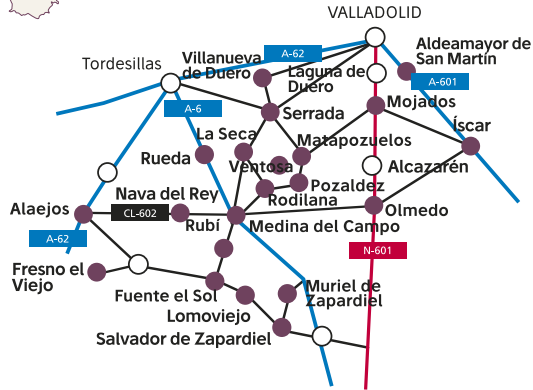 VALLADOLID
Aldeamayor de
San Martín
A-62
Villanueva
de Duero
Laguna de
Duero
Tordesillas
A-601
A-6
Mojados
Serrada
Íscar
La Seca
Matapozuelos
Rueda
Ventosa
Alcazarén
Pozaldez
Nava del Rey
Rodilana
Alaejos
CL-602
Rubí
Medina del Campo
Olmedo
A-62
N-601
Fresno el
Viejo
Muriel de
Zapardiel
Fuente el Sol
Lomoviejo
Salvador de Zapardiel